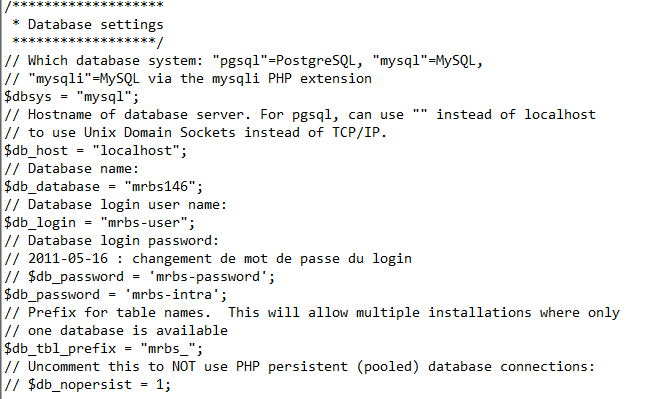 /*******************
 * Database settings
 ******************/
// Which database system: "pgsql"=PostgreSQL, "mysql"=MySQL,
// "mysqli"=MySQL via the mysqli PHP extension
$dbsys = "mysql";
// Hostname of database server. For pgsql, can use "" instead of localhost
// to use Unix Domain Sockets instead of TCP/IP.
$db_host = "localhost";
// Database name:
$db_database = "mrbs146";
// Database login user name:
$db_login = "mrbs-user";
// Database login password:
// 2011-05-16 : changement de mot de passe du login
// $db_password = 'mrbs-password';
$db_password = 'mrbs-intra';
// Prefix for table names.  This will allow multiple installations where only
// one database is available
$db_tbl_prefix = "mrbs_";
// Uncomment this to NOT use PHP persistent (pooled) database connections:
// $db_nopersist = 1;